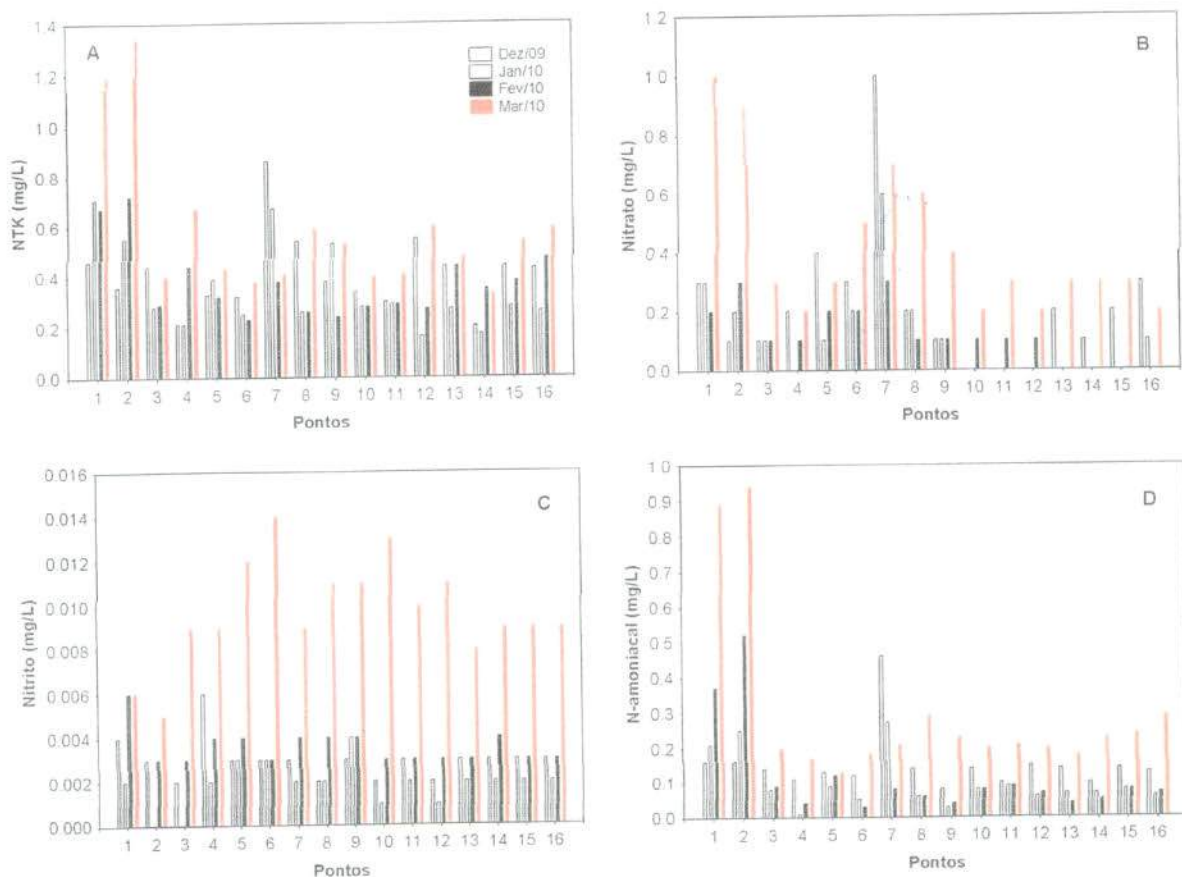 A
Dez/09
Jan/10
Fev/10
Mar/10
NTK (mg/L)
1.4
1.2
1.0
0.8
0.6
0.4
0.2
0.0
1 2 3 4 5 6 7 8 9 10 11 12 13 14 15 16
Pontos
B
Nitrato (mg/L)
1.2
1.0
0.8
0.6
0.4
0.2
0.0
1 2 3 4 5 6 7 8 9 10 11 12 13 14 15 16
Pontos
C
Nitrito (mg/L)
0.016
0.014
0.012
0.010
0.008
0.006
0.004
0.002
0.000
1 2 3 4 5 6 7 8 9 10 11 12 13 14 15 16
Pontos
D
N-amoniacal (mg/L)
1.0
0.9
0.8
0.7
0.6
0.5
0.4
0.3
0.2
0.1
0.0
1 2 3 4 5 6 7 8 9 10 11 12 13 14 15 16
Pontos